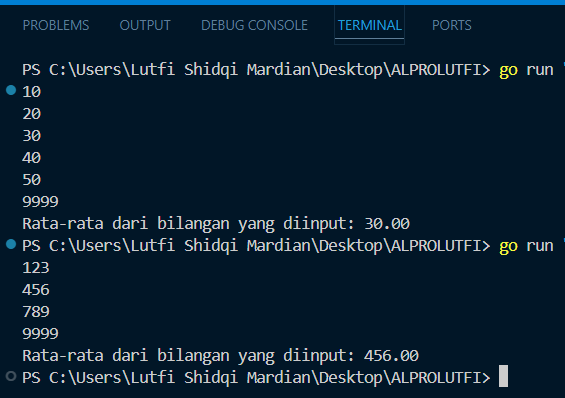 PROBLEMS OUTPUT DEBUG CONSOLE TERMINAL PORTS
PS C:\Users\Lutfi Shidqi Mardian\Desktop\ALPROLUTFI> go run
10
20
30
40
50
9999
Rata-rata dari bilangan yang diinput: 30.00
PS C:\Users\Lutfi Shidqi Mardian\Desktop\ALPROLUTFI> go run
123
456
789
9999
Rata-rata dari bilangan yang diinput: 456.00
PS C:\Users\Lutfi Shidqi Mardian\Desktop\ALPROLUTFI>